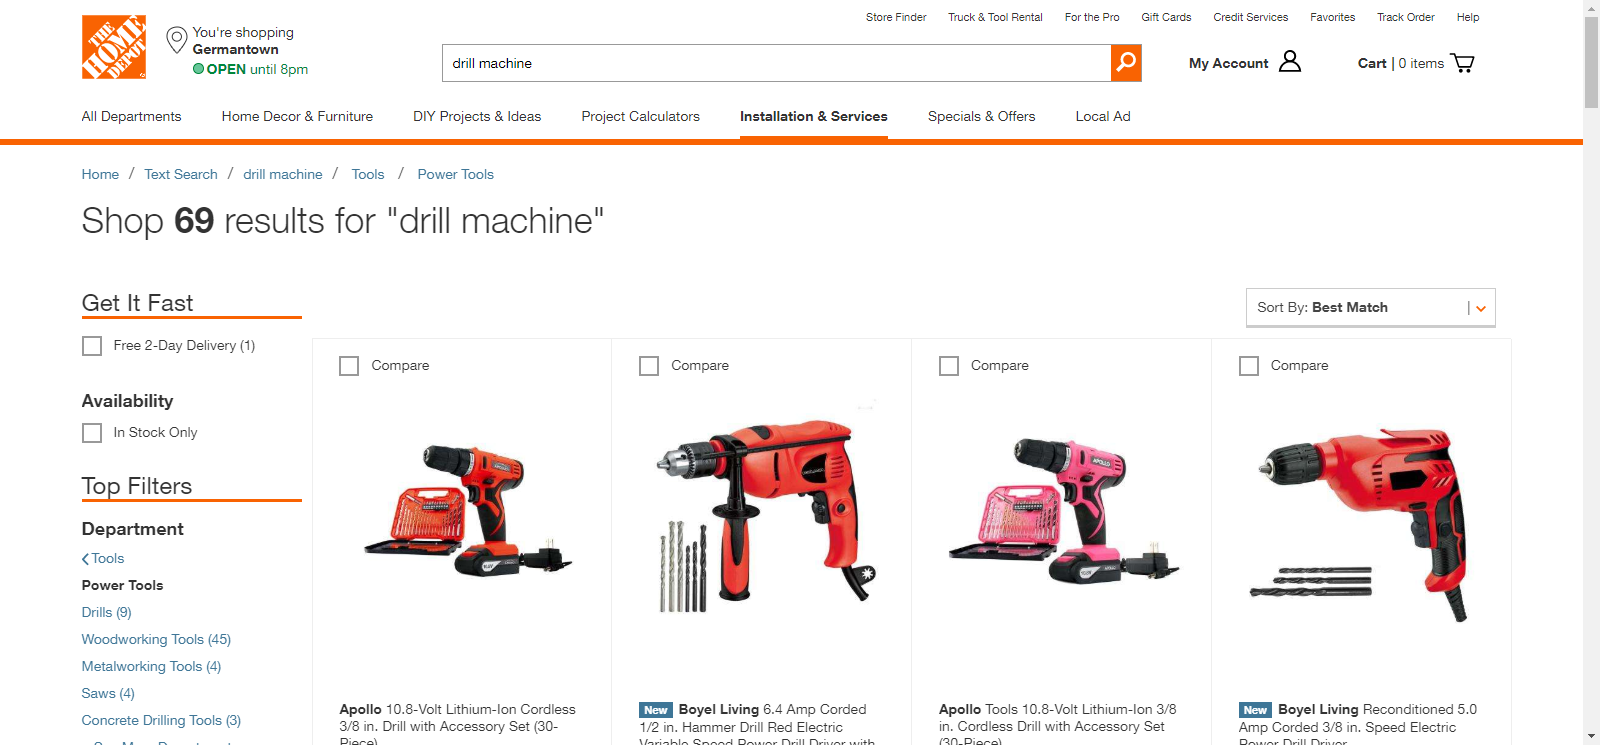 Store Finder Truck & Tool Rental For the Pro Gift Cards Credit Services Favorites Track Order Help
THE HOME DEPOT
You're shopping
Germantown
OPEN until 8pm
drill machine
My Account
Cart | 0 items
All Departments Home Decor & Furniture DIY Projects & Ideas Project Calculators Installation & Services Specials & Offers Local Ad
Home / Text Search / drill machine / Tools / Power Tools
Shop 69 results for "drill machine"
Get It Fast
Free 2-Day Delivery (1)
Availability
In Stock Only
Top Filters
Department
Tools
Power Tools
Drills (9)
Woodworking Tools (45)
Metalworking Tools (4)
Saws (4)
Concrete Drilling Tools (3)
Sort By: Best Match
Compare
APOLLO
Apollo 10.8-Volt Lithium-Ion Cordless
3/8 in. Drill with Accessory Set (30-
Piece)
Compare
New Boyel Living 6.4 Amp Corded
1/2 in. Hammer Drill Red Electric
Variable Speed Power Drill Driver with
Compare
APOLLO
Apollo Tools 10.8-Volt Lithium-Ion 3/8
in. Cordless Drill with Accessory Set
(30-Piece)
Compare
New Boyel Living Reconditioned 5.0
Amp Corded 3/8 in. Speed Electric
Power Drill Driver